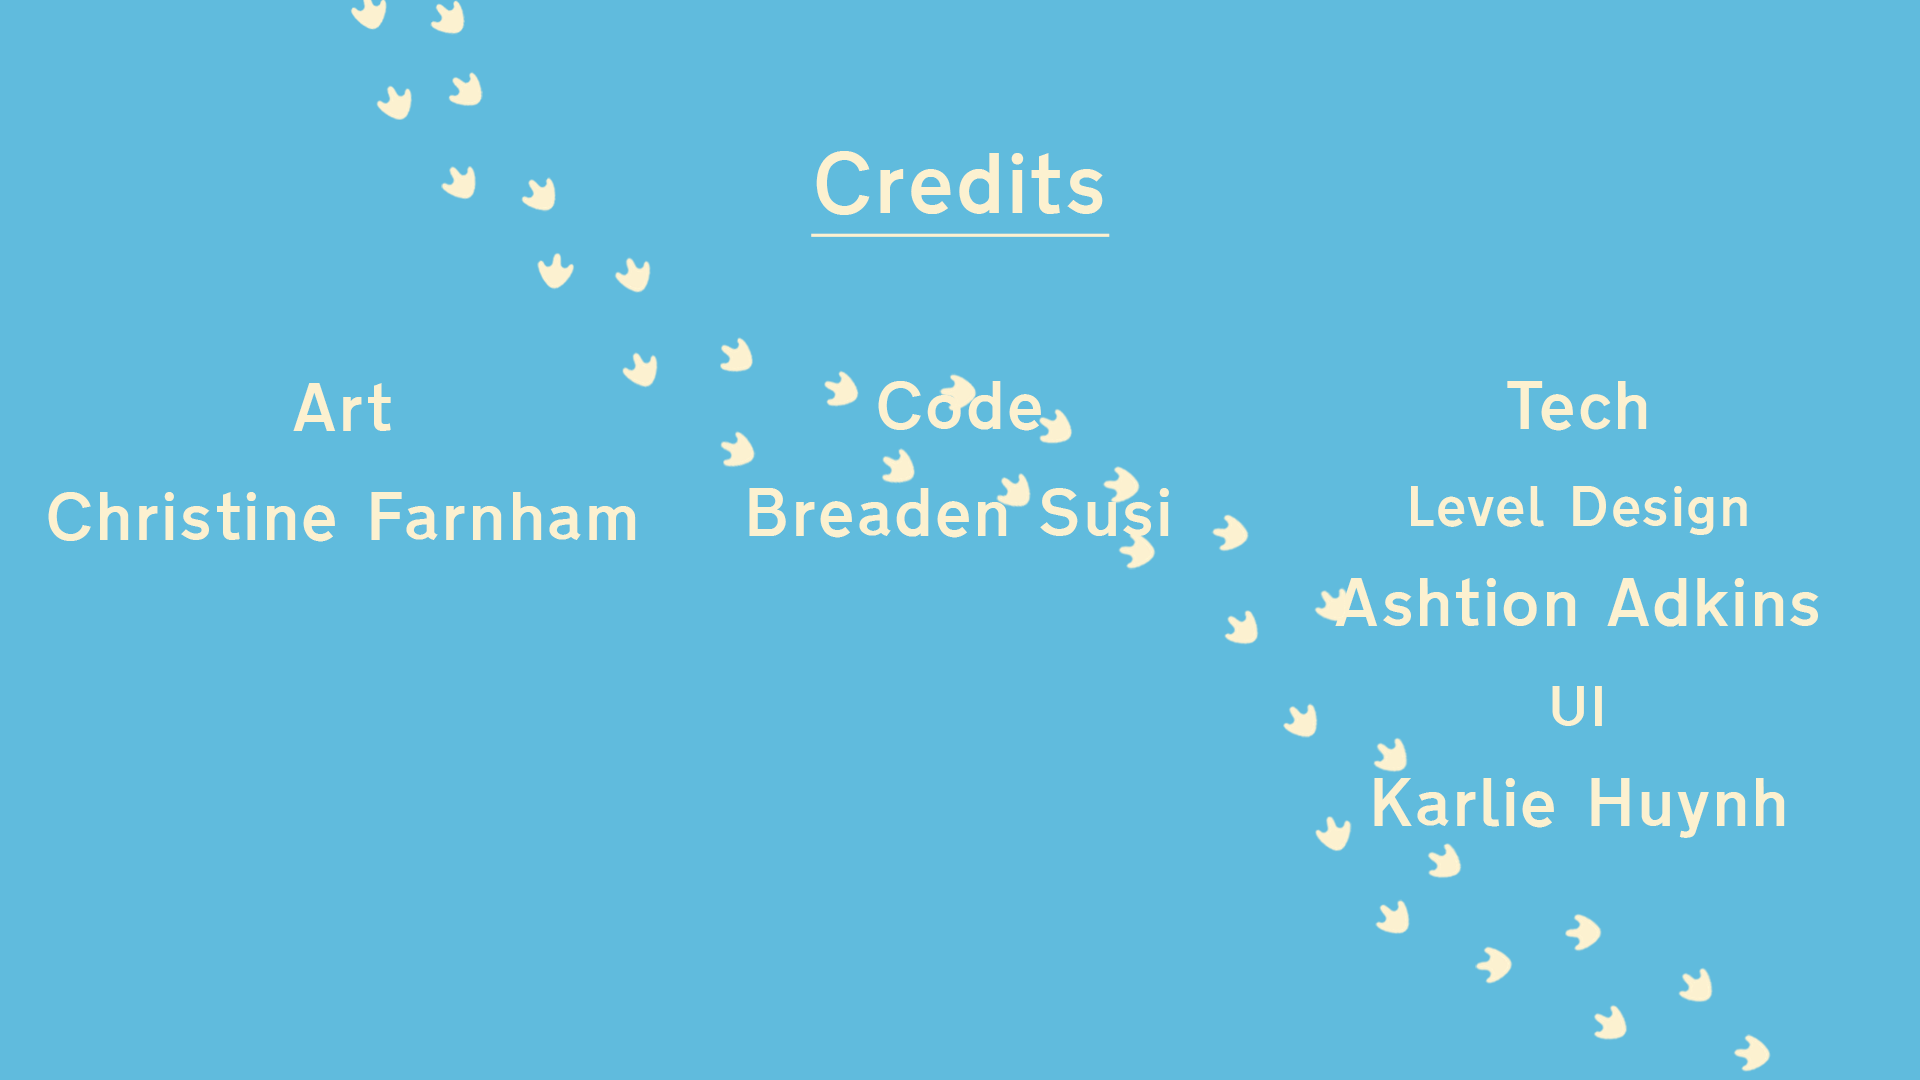 Credits
Art
Christine Farnham
Code
Breaden Susi
Tech
Level Design
Ashtion Adkins
UI
Karlie Huynh